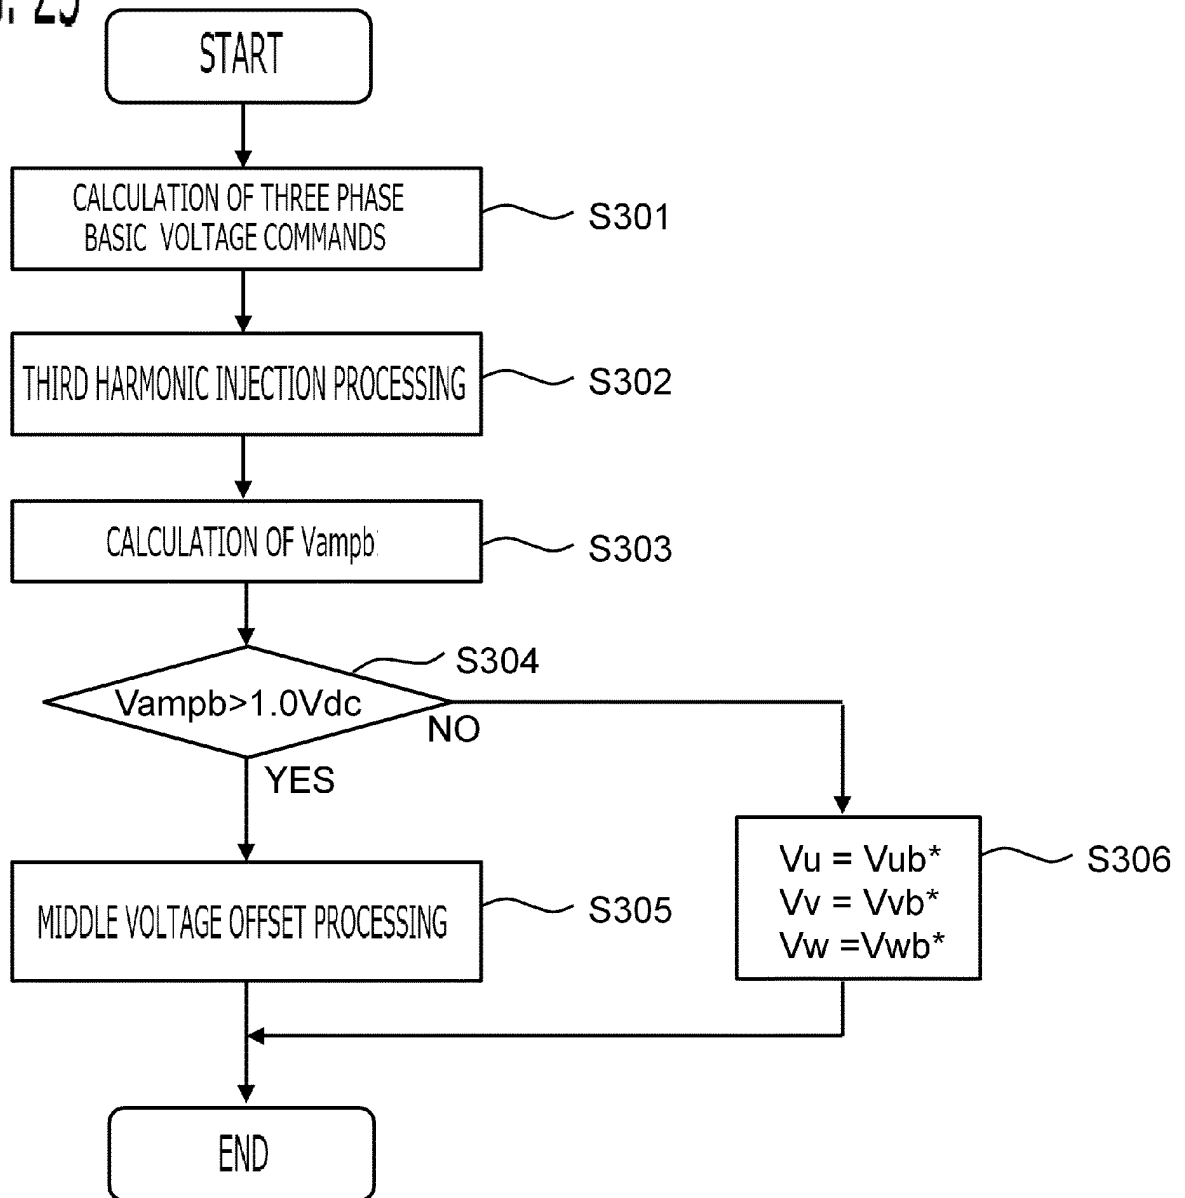 START
CALCULATION OF THREE PHASE
BASIC VOLTAGE COMMANDS
S301
THIRD HARMONIC INJECTION PROCESSING
S302
CALCULATION OF Vampb
S303
S304
Vampb>1.0Vdc
NO
YES
MIDDLE VOLTAGE OFFSET PROCESSING
S305
Vu = Vub*
Vv = Vvb*
Vw =Vwb*
S306
END